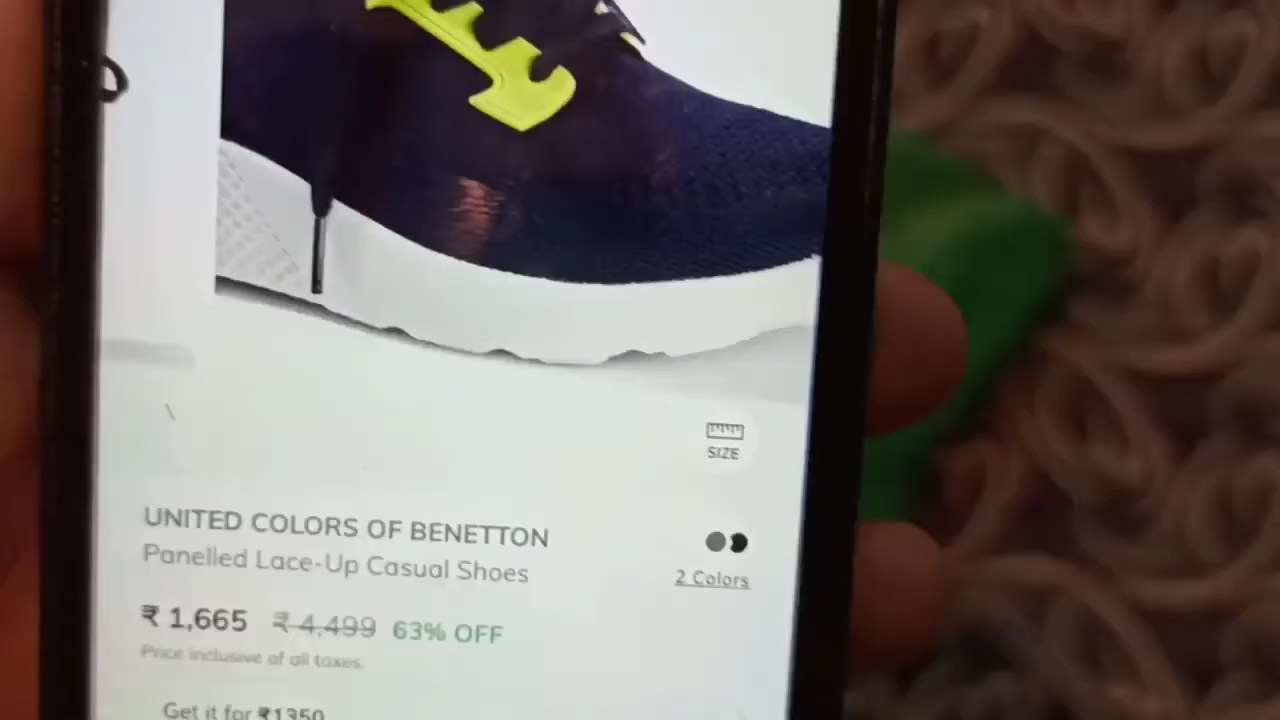 SIZE
UNITED COLORS OF BENETTON
Panelled Lace-Up Casual Shoes
2 Colors
₹ 1,665 ₹ 4,499 63% OFF
Price inclusive of all taxes.
Get it for ₹1350